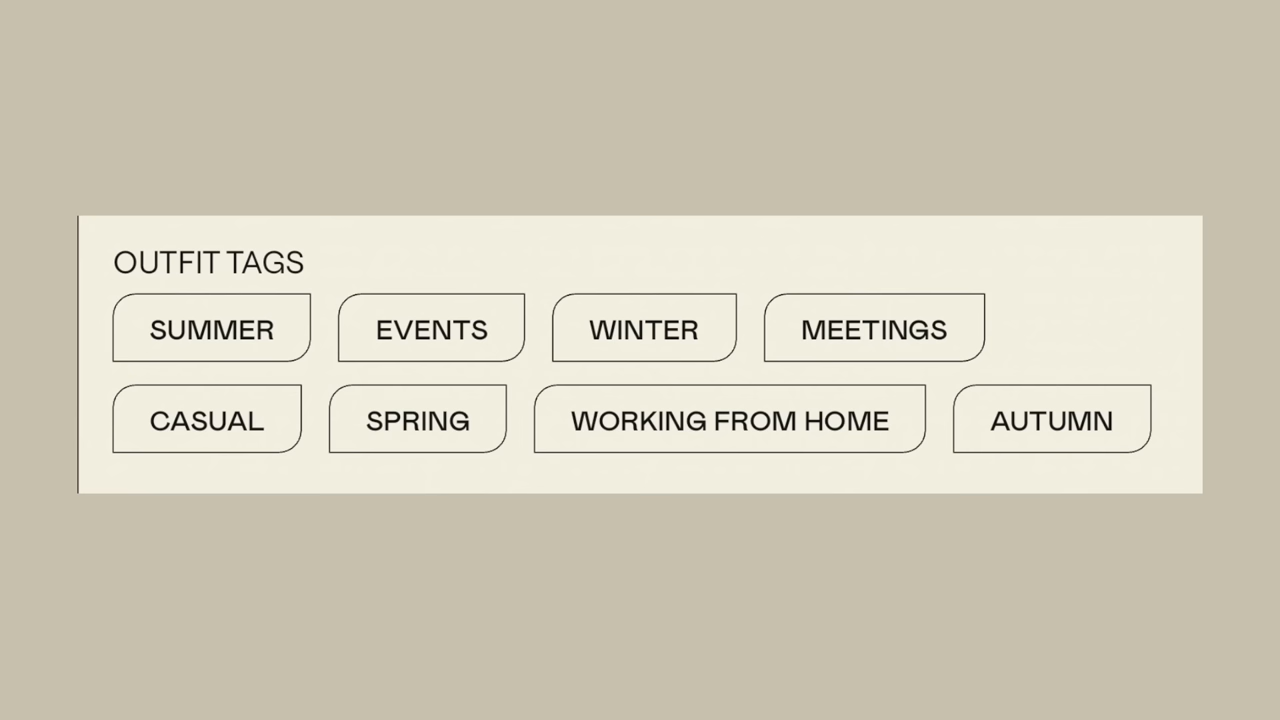 OUTFIT TAGS
SUMMER EVENTS WINTER MEETINGS
CASUAL SPRING WORKING FROM HOME AUTUMN